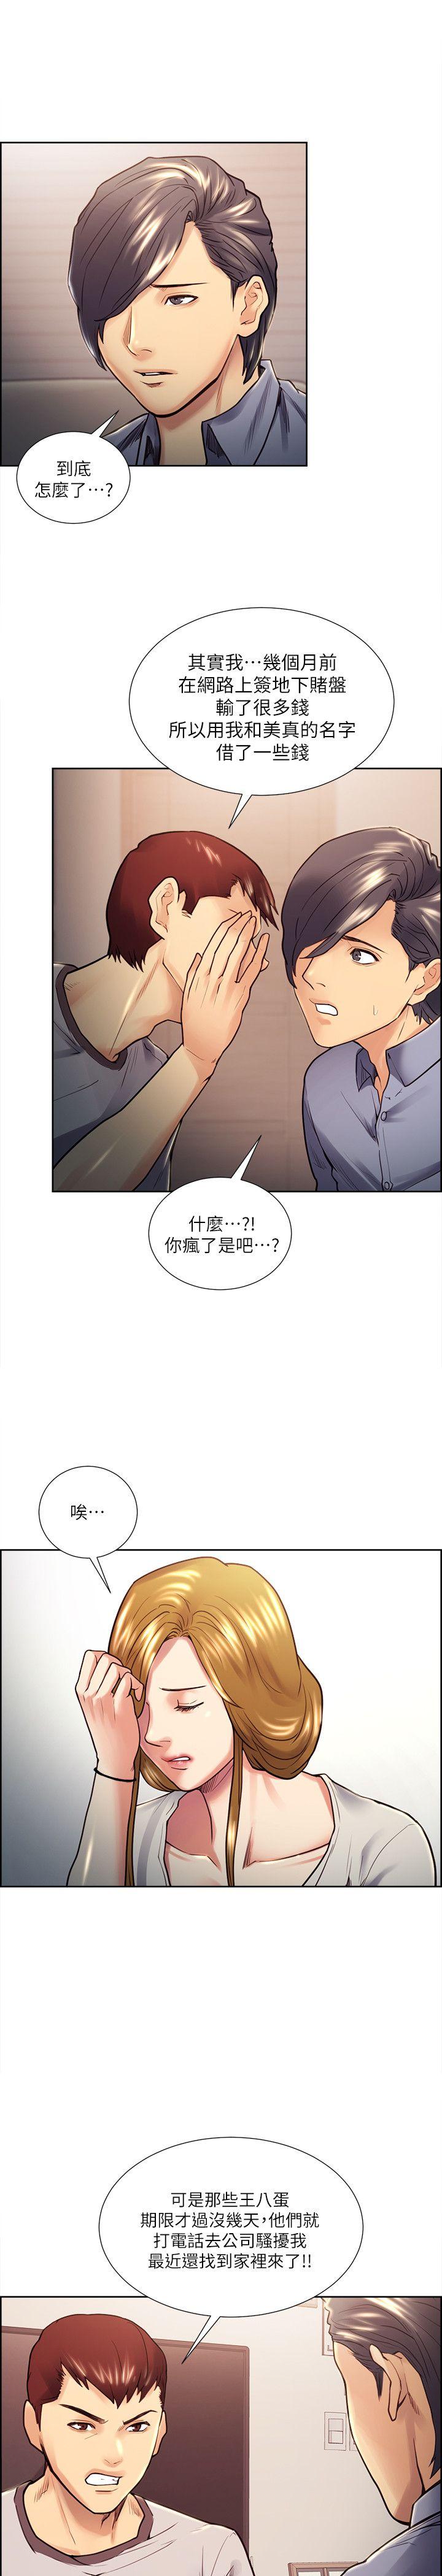 到底
怎麼了…?
其實我…幾個月前
在網路上簽地下賭盤
輸了很多錢
所以用我和美真的名字
借了一些錢
什麼…?!
你瘋了是吧…?
唉…
可是那些王八蛋
期限才過沒幾天,他們就
打電話去公司騷擾我
最近還找到家裡來了!!